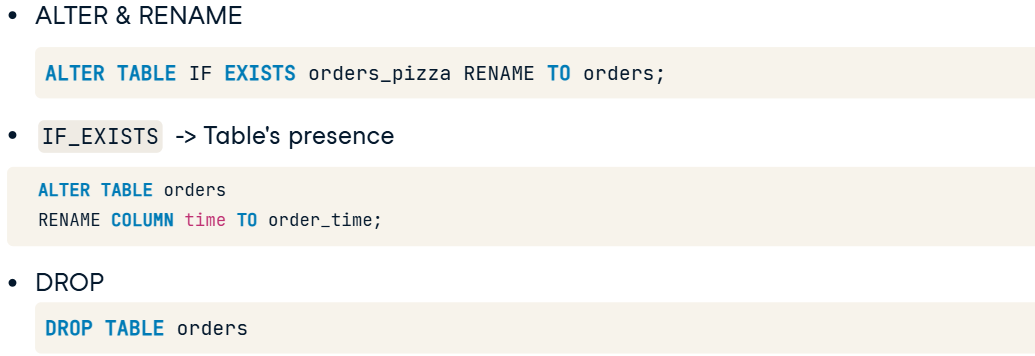 • ALTER & RENAME
ALTER TABLE IF EXISTS orders_pizza RENAME TO orders;
• IF_EXISTS -> Table's presence
ALTER TABLE orders
RENAME COLUMN time TO order_time;
• DROP
DROP TABLE orders